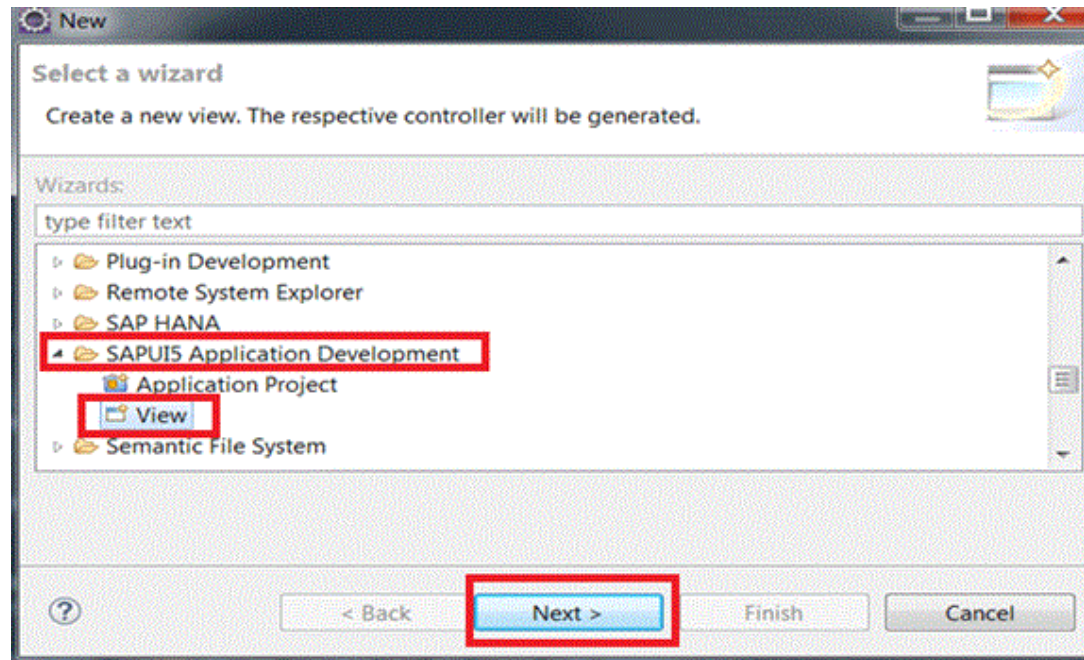 New
Select a wizard
Create a new view. The respective controller will be generated.
Wizards:
type filter text
Plug-in Development
Remote System Explorer
SAP HANA
SAPUI5 Application Development
Application Project
View
Semantic File System
? < Back Next > Finish Cancel